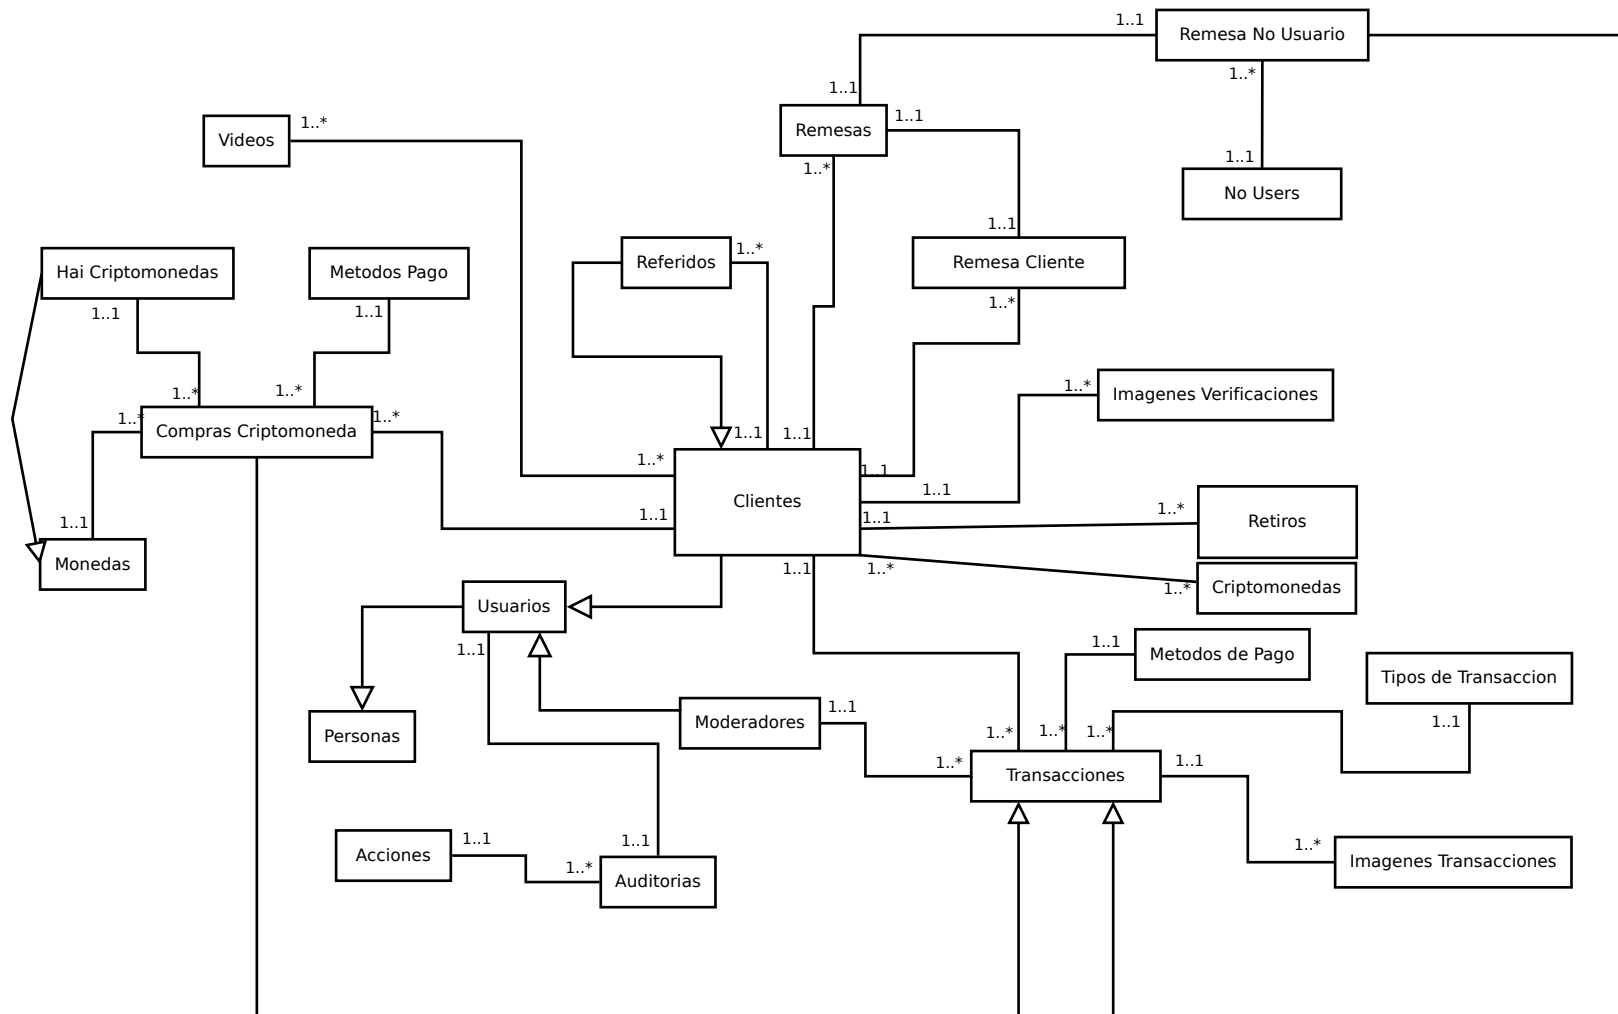 1..1
Remesa No Usuario
1..*
1..1
Remesas
1..1
Videos
1..*
1..*
1..1
No Users
1..1
Referidos
1..*
Remesa Cliente
Hai Criptomonedas
Metodos Pago
1..1
1..1
1..*
1..*
Imagenes Verificaciones
1..*
1..*
1..*
1..*
Compras Criptomoneda
1..*
1..1
1..1
1..*
1..1
1..1
Clientes
1..1
1..1
1..1
1..*
Retiros
Monedas
1..1
1..*
1..*
Criptomonedas
Usuarios
1..1
1..1
Metodos de Pago
Tipos de Transaccion
Moderadores
1..1
1..1
Personas
1..*
1..*
1..*
1..*
Transacciones
1..1
Acciones
1..1
1..1
1..*
Auditorias
1..*
Imagenes Transacciones